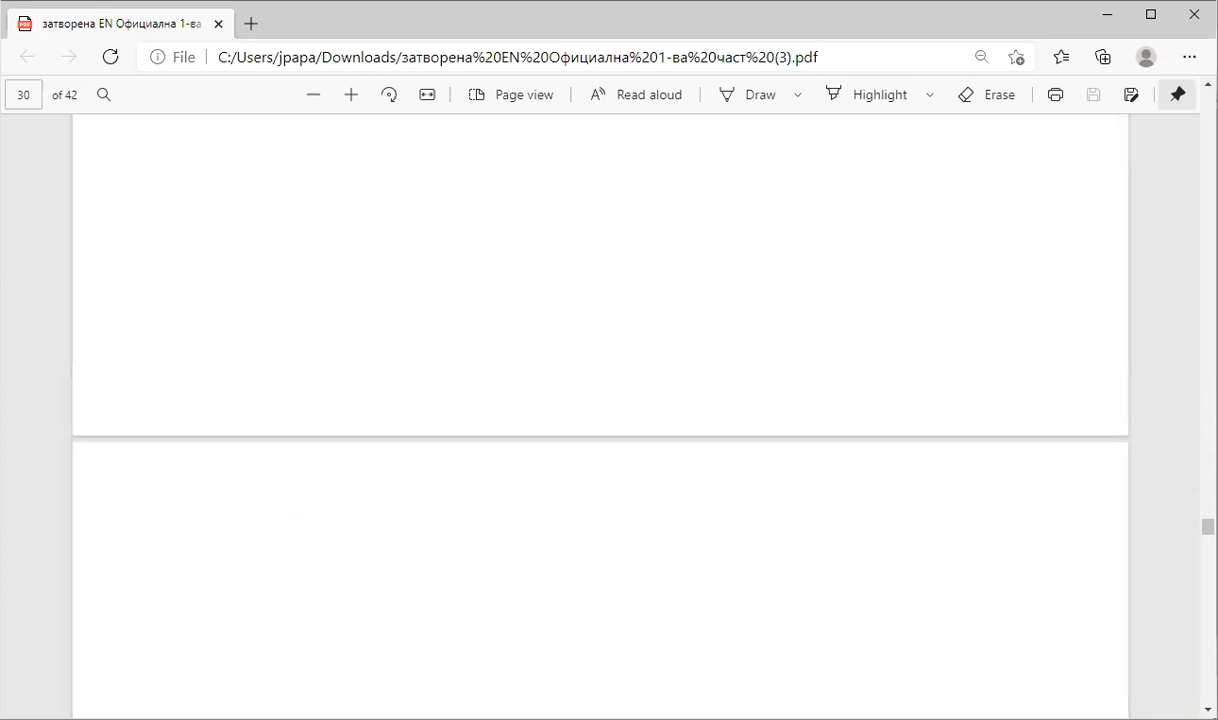 затворена EN Официална 1-ва
File
C:/Users/jpapa/Downloads/затворена%20EN%20Официална%201-ва%20част%20(3).pdf
30 of 42
Page view
Read aloud
Draw
Highlight
Erase